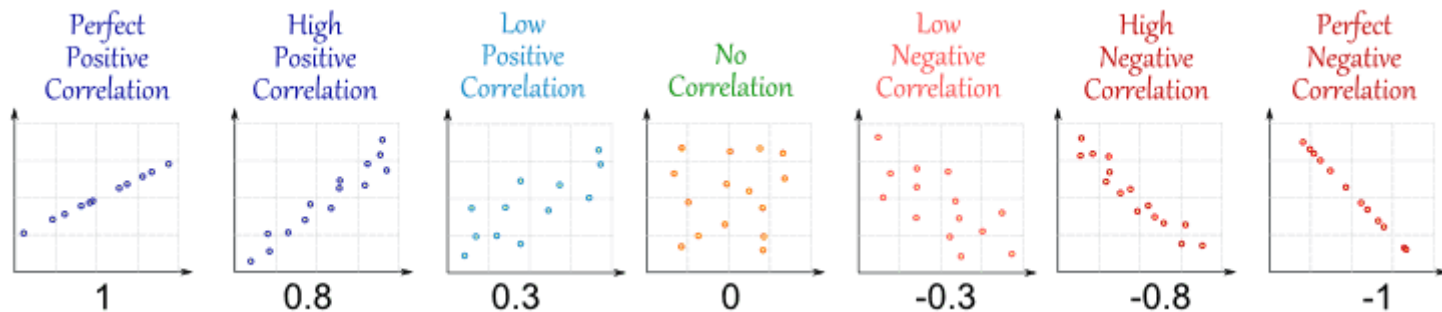 Perfect
Positive
Correlation
High
Positive
Correlation
Low
Positive
Correlation
No
Correlation
Low
Negative
Correlation
High
Negative
Correlation
Perfect
Negative
Correlation
1
0.8
0.3
0
-0.3
-0.8
-1